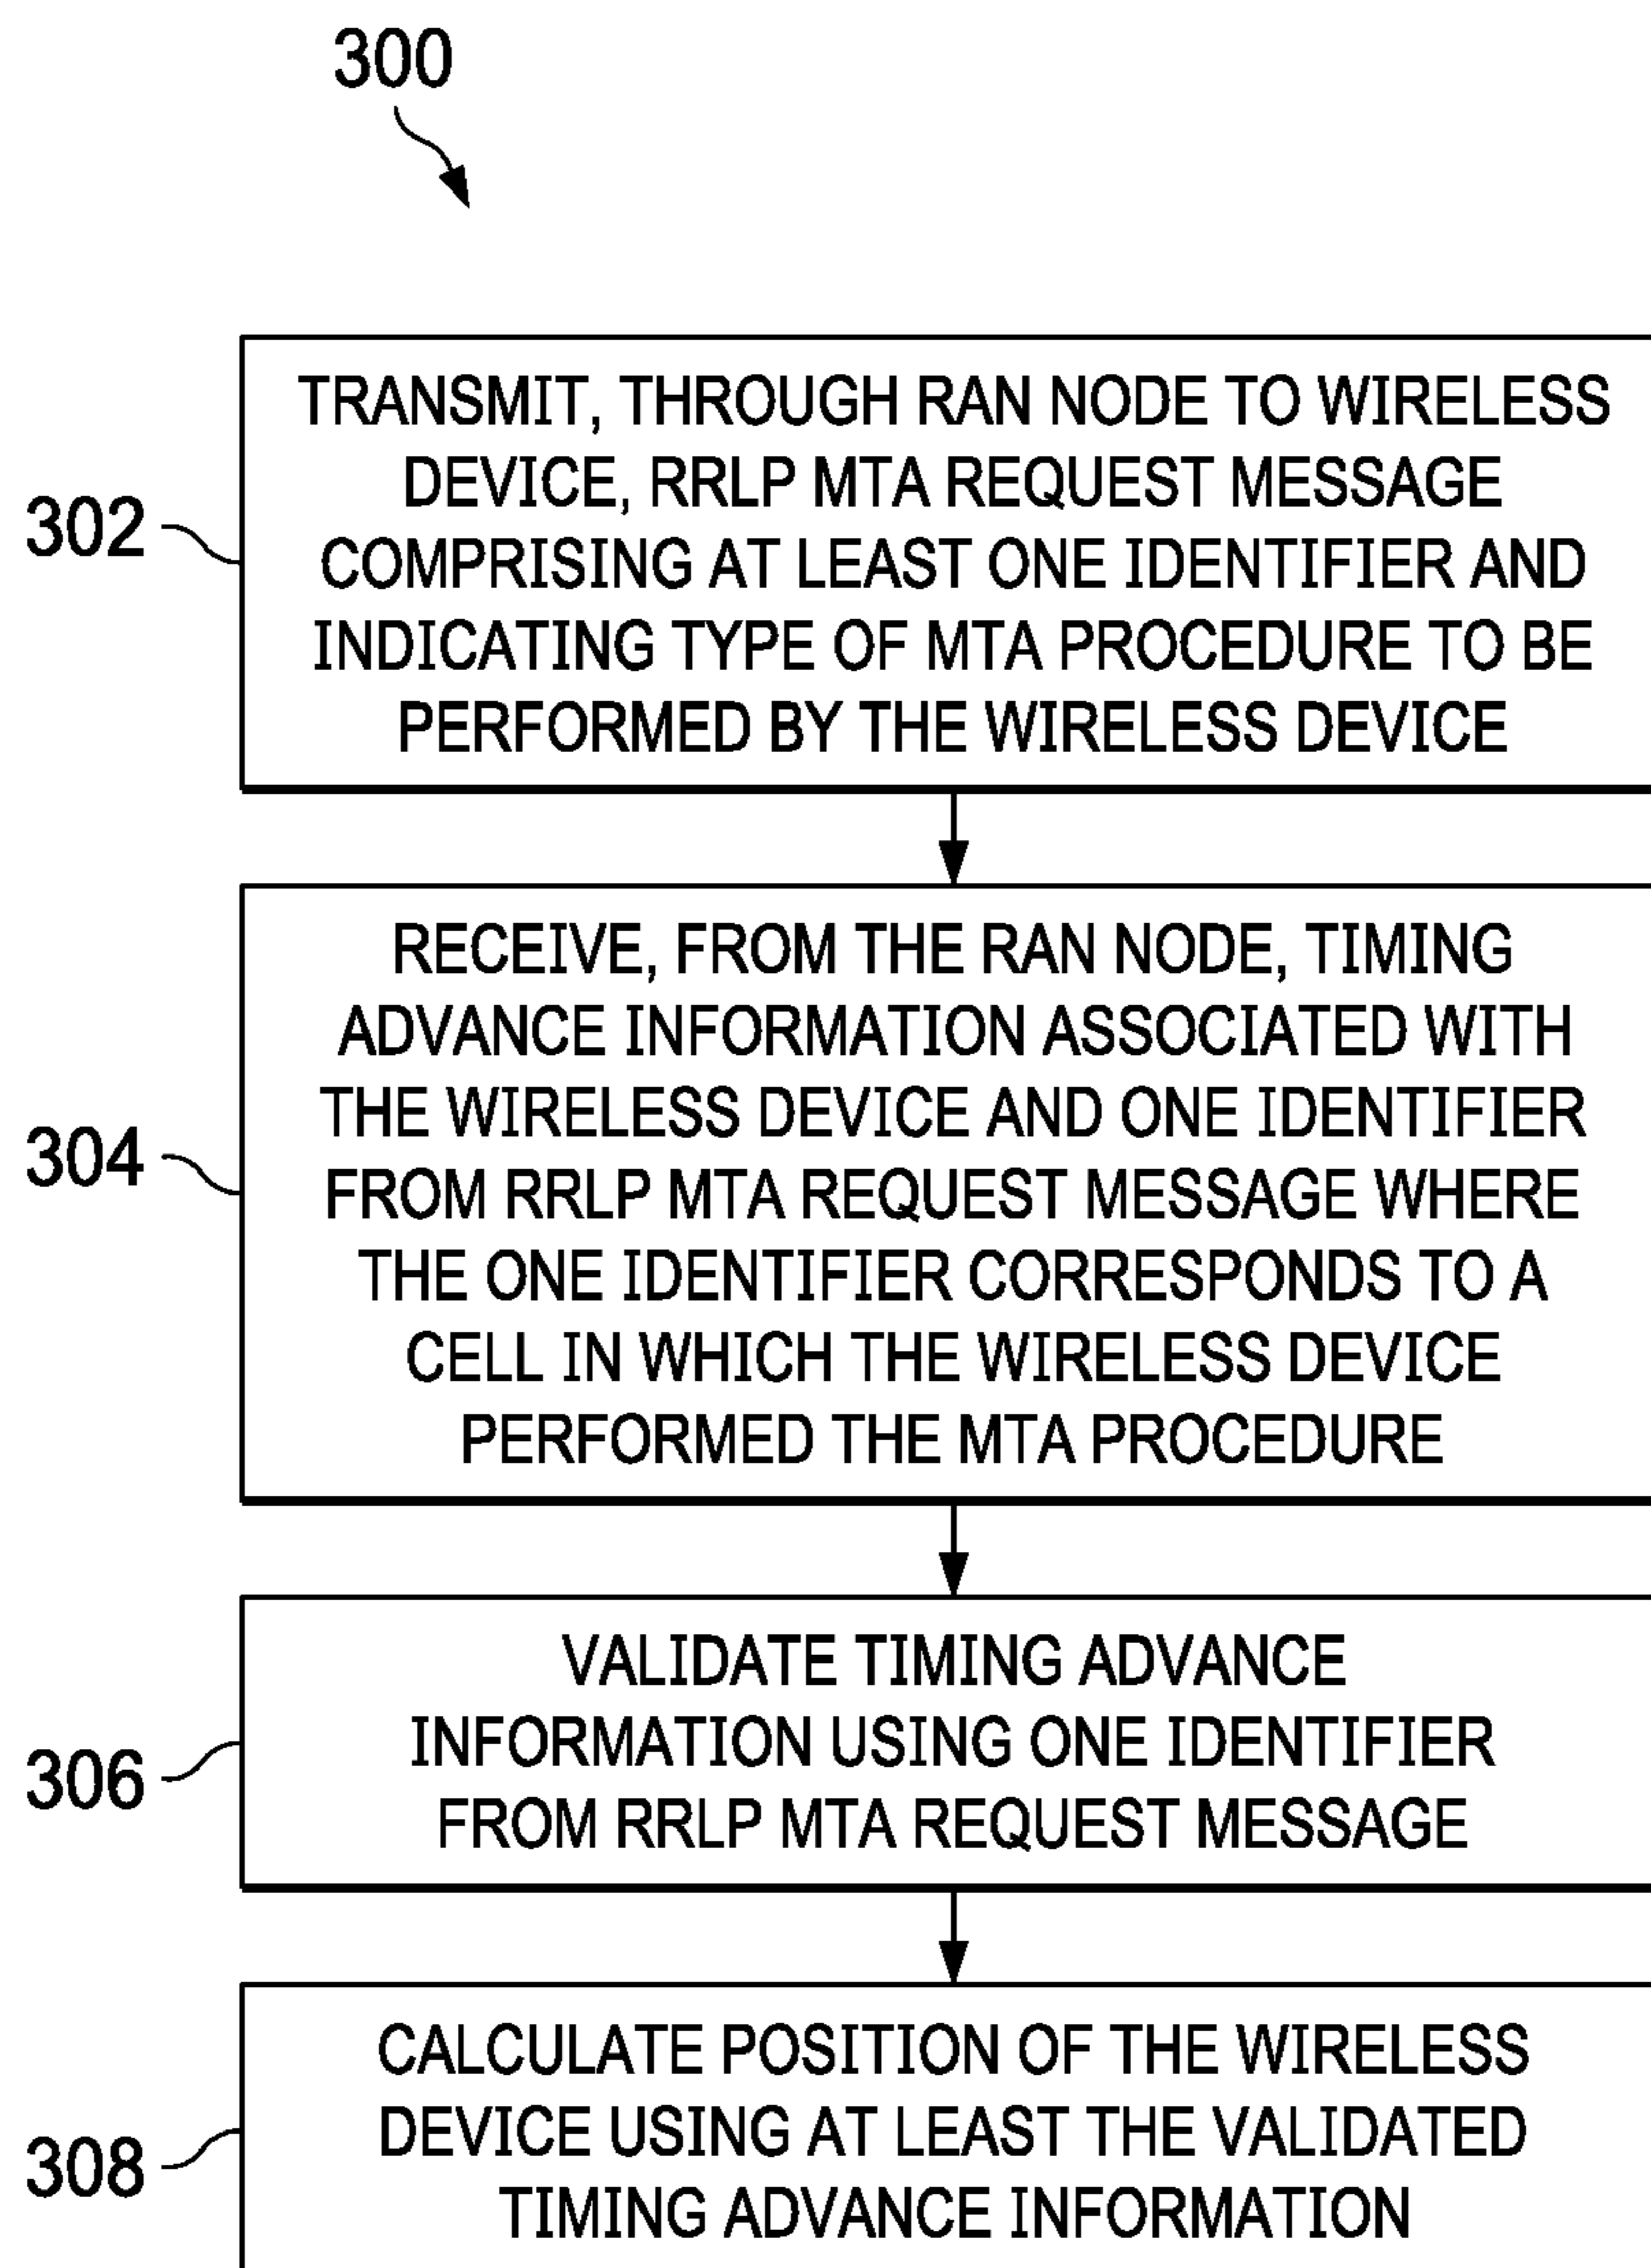 300
302
TRANSMIT, THROUGH RAN NODE TO WIRELESS
DEVICE, RRLP MTA REQUEST MESSAGE
COMPRISING AT LEAST ONE IDENTIFIER AND
INDICATING TYPE OF MTA PROCEDURE TO BE
PERFORMED BY THE WIRELESS DEVICE
304
RECEIVE, FROM THE RAN NODE, TIMING
ADVANCE INFORMATION ASSOCIATED WITH
THE WIRELESS DEVICE AND ONE IDENTIFIER
FROM RRLP MTA REQUEST MESSAGE WHERE
THE ONE IDENTIFIER CORRESPONDS TO A
CELL IN WHICH THE WIRELESS DEVICE
PERFORMED THE MTA PROCEDURE
306
VALIDATE TIMING ADVANCE
INFORMATION USING ONE IDENTIFIER
FROM RRLP MTA REQUEST MESSAGE
308
CALCULATE POSITION OF THE WIRELESS
DEVICE USING AT LEAST THE VALIDATED
TIMING ADVANCE INFORMATION